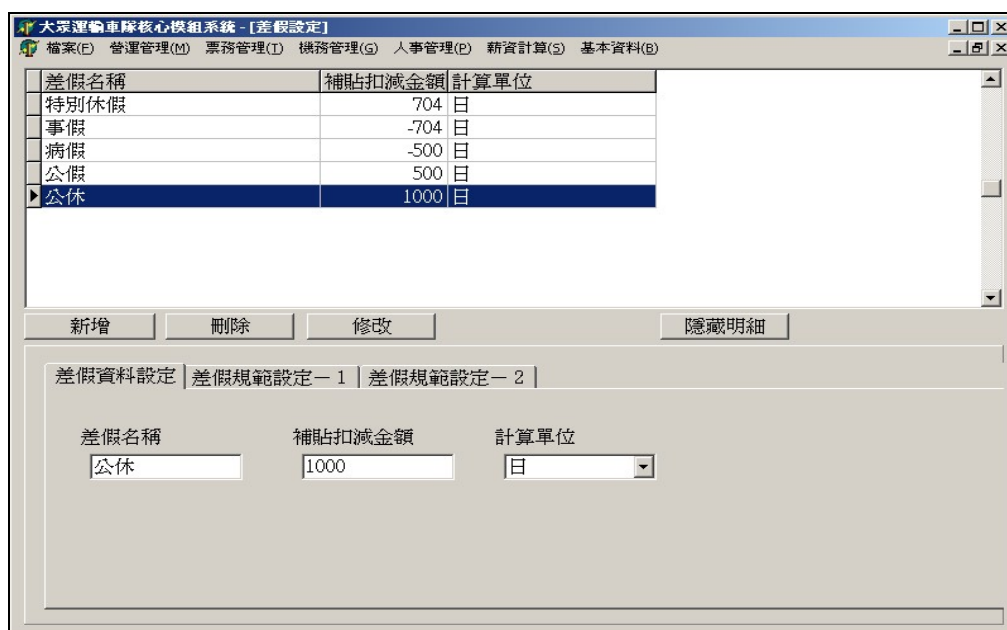 大眾運輸車隊核心模組系統 - [差假設定]
檔案(F) 營運管理(M) 票務管理(T) 機務管理(G) 人事管理(P) 薪資計算(S) 基本資料(B)
差假名稱 補貼扣減金額 計算單位
特別休假 704 日
事假 -704 日
病假 -500 日
公假 500 日
公休 1000 日
新增 刪除 修改 隱藏明細
差假資料設定 差假規範設定－1 差假規範設定－2
差假名稱 補貼扣減金額 計算單位
公休 1000 日